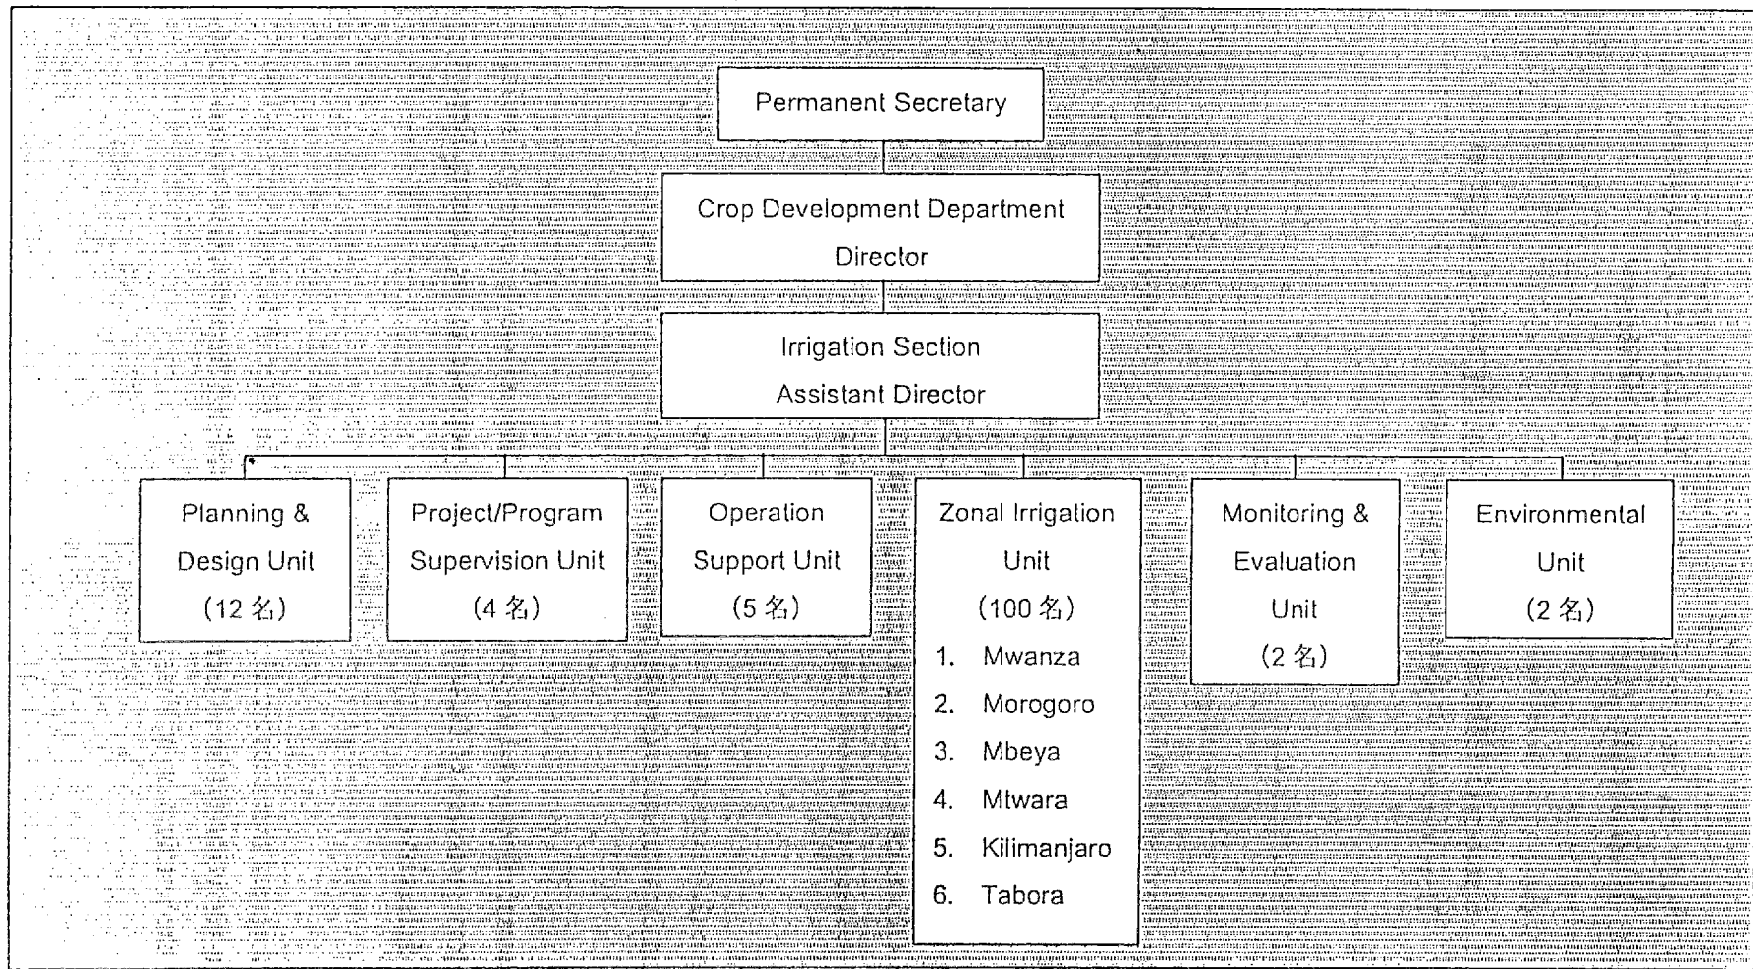 Permanent Secretary
Crop Development Department
Director
Irrigation Section
Assistant Director
Planning &
Design Unit
(12 名)
Project/Program
Supervision Unit
(4 名)
Operation
Support Unit
(5 名)
Zonal Irrigation
Unit
(100 名)
1. Mwanza
2. Morogoro
3. Mbeya
4. Mtwara
5. Kilimanjaro
6. Tabora
Monitoring &
Evaluation
Unit
(2 名)
Environmental
Unit
(2 名)